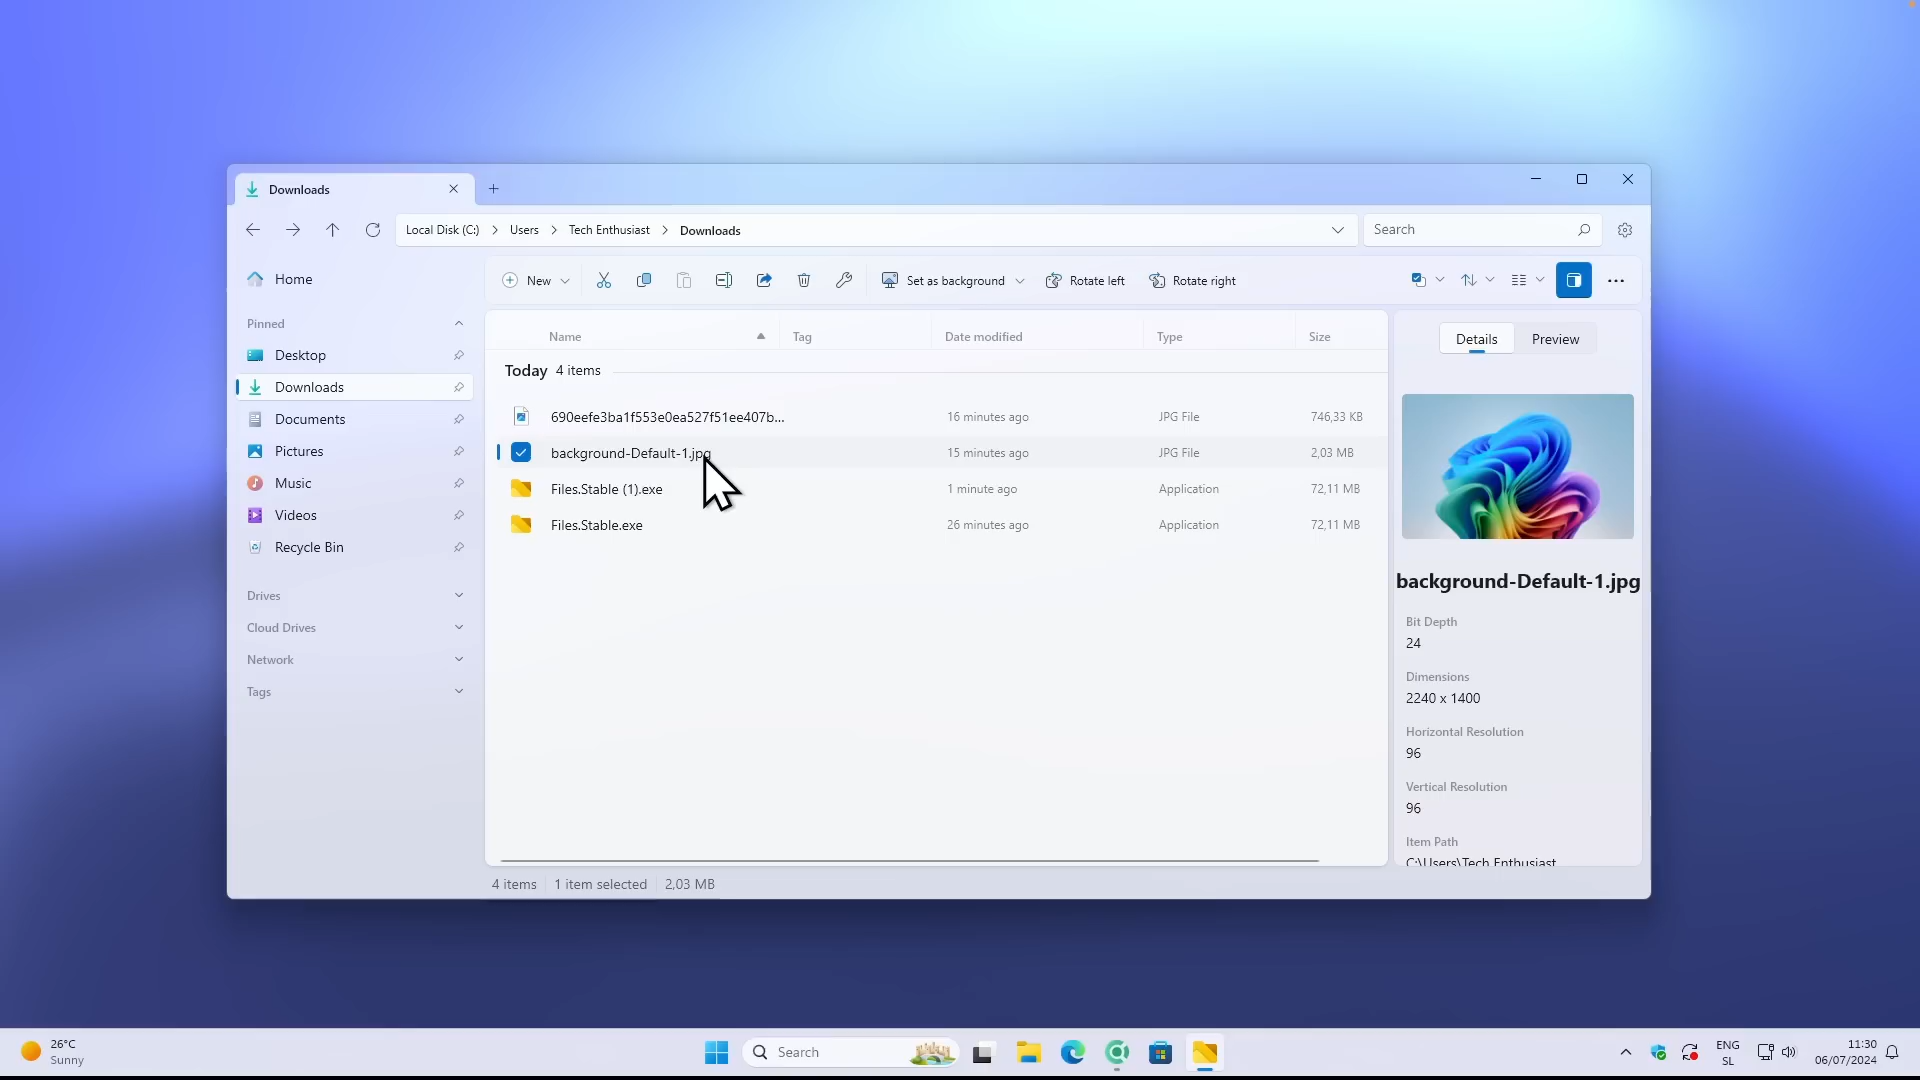 Downloads
Local Disk (C:) Users Tech Enthusiast Downloads
Search
Home
New
Set as background
Rotate left
Rotate right
Pinned
Desktop
Downloads
Documents
Pictures
Music
Videos
Recycle Bin
Drives
Cloud Drives
Network
Tags
Name Tag Date modified Type Size
Today 4 items
690eefe3ba1f553e0ea527f51ee407b... 16 minutes ago JPG File 746,33 KB
background-Default-1.jpg 15 minutes ago JPG File 2,03 MB
Files.Stable (1).exe 1 minute ago Application 72,11 MB
Files.Stable.exe 26 minutes ago Application 72,11 MB
Details Preview
background-Default-1.jpg
Bit Depth
24
Dimensions
2240 x 1400
Horizontal Resolution
96
Vertical Resolution
96
Item Path
C:\Users\Tech Enthusiast
4 items 1 item selected 2,03 MB
26°C
Sunny
Search
ENG
SL
11:30
06/07/2024